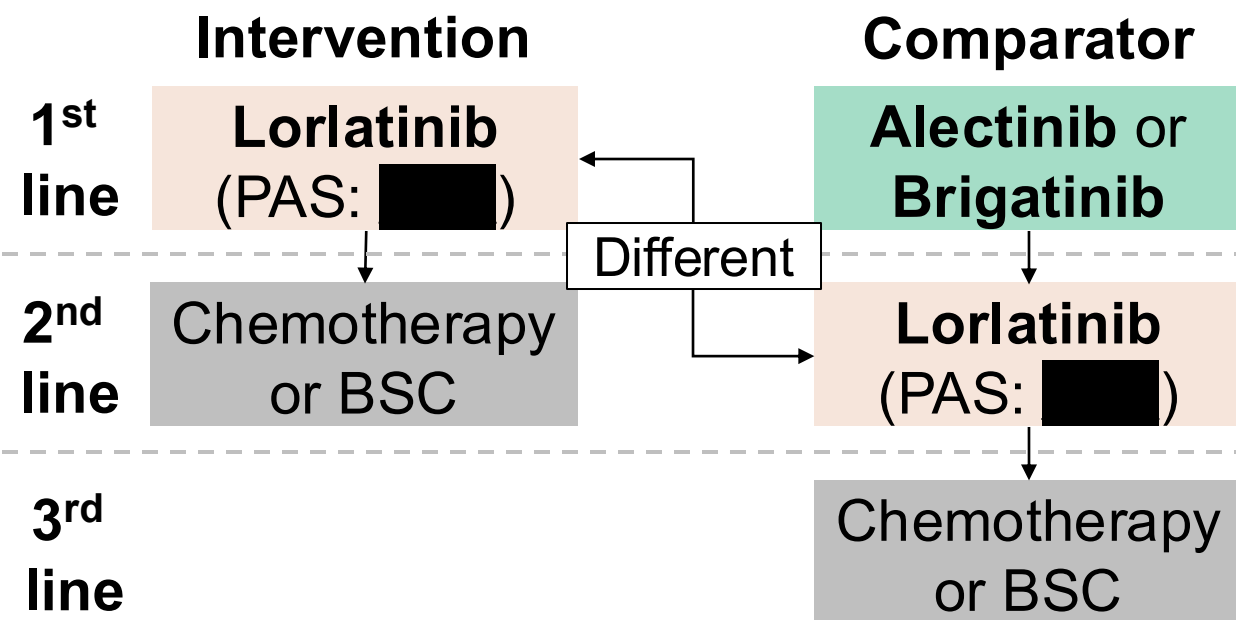 Intervention
Comparator
1st
line
Lorlatinib
(PAS: )
Alectinib or
Brigatinib
Different
2nd
line
Chemotherapy
or BSC
Lorlatinib
(PAS: )
3rd
line
Chemotherapy
or BSC